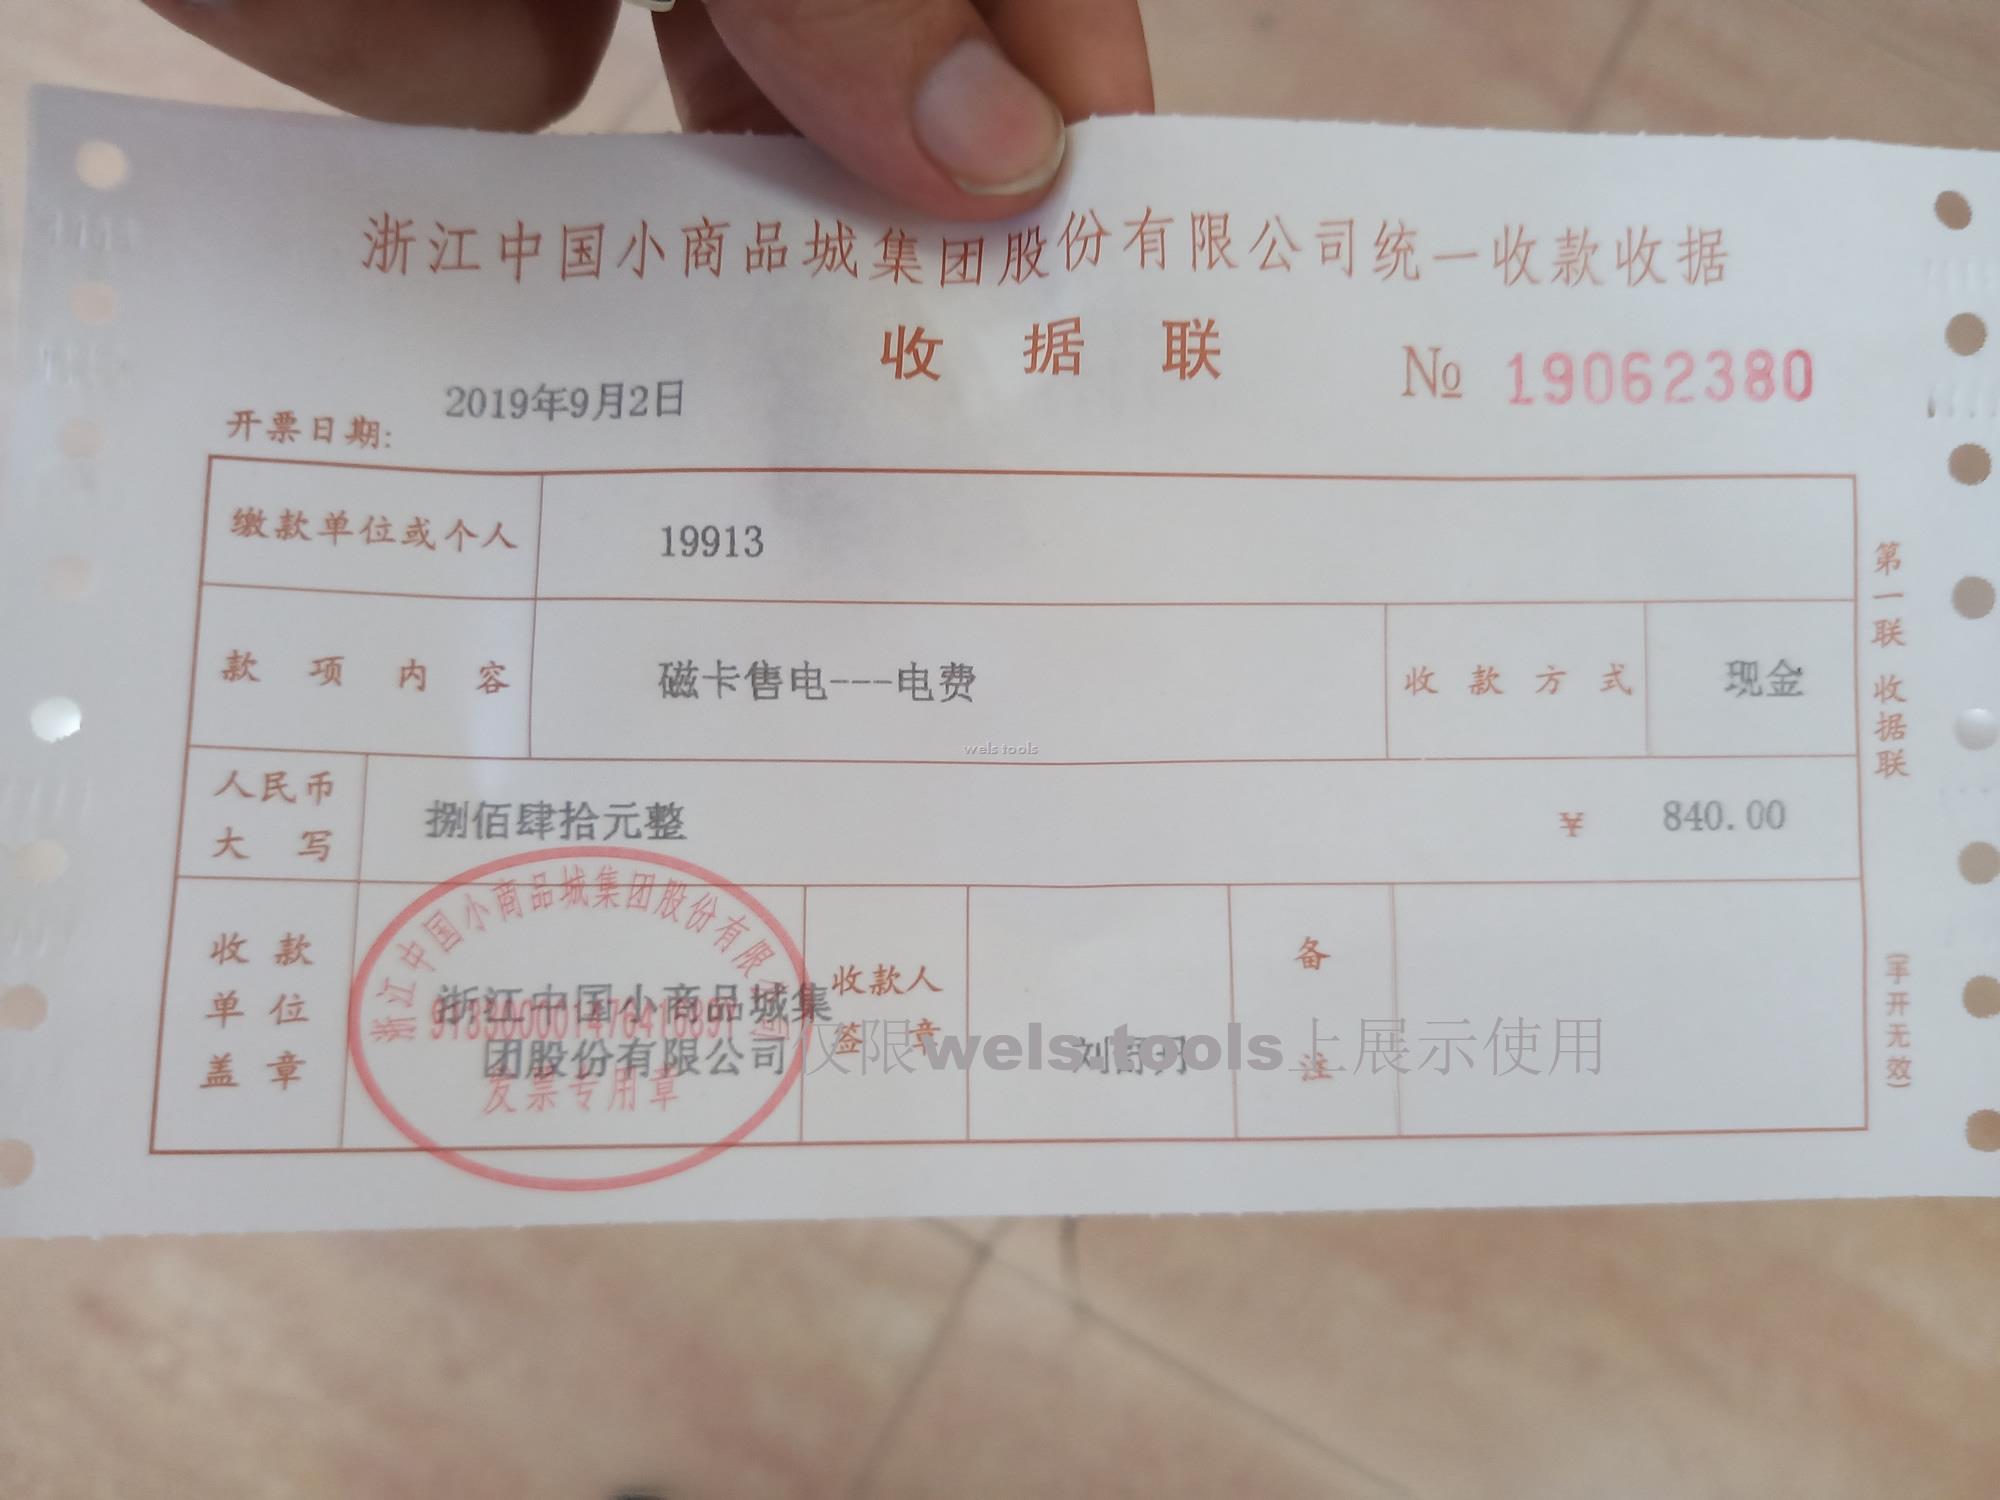 浙江中国小商品城集团股份有限公司统一收款收据
收据联
№ 19062380
开票日期: 2019年9月2日
缴款单位或个人 19913
款项内容 磁卡售电---电费 收款方式 现金
wels tools
人民币大写 捌佰肆拾元整 ¥ 840.00
收款单位盖章
浙江中国小商品城集
团股份有限公司
浙江中国小商品城集团股份有限公司
发票专用章
收款人签章
备注
仅限wels.tools上展示使用
第一联 收据联
(手开无效)